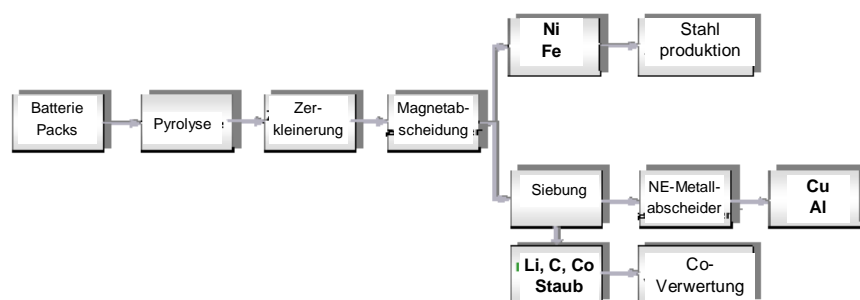 Ni
Fe
Stahl
produktion
Batterie
Packs
Pyrolyse
Zer-
kleinerung
Magnetab-
scheidung
Siebung
NE-Metall-
abscheider
Cu
Al
Li, C, Co
Staub
Co-
Verwertung